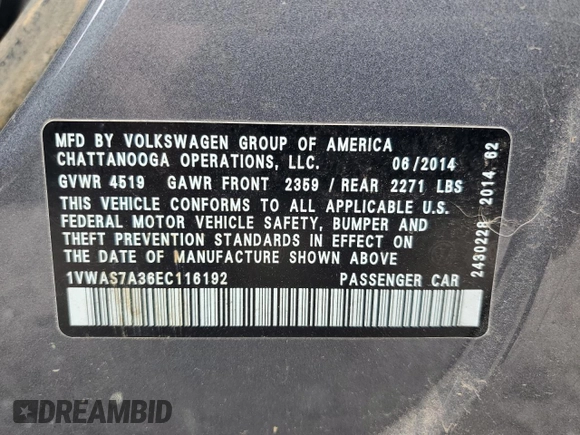 MFD BY VOLKSWAGEN GROUP OF AMERICA
CHATTANOOGA OPERATIONS, LLC. 06/2014
GVWR 4519 GAWR FRONT 2359 / REAR 2271 LBS
THIS VEHICLE CONFORMS TO ALL APPLICABLE U.S.
FEDERAL MOTOR VEHICLE SAFETY, BUMPER AND
THEFT PREVENTION STANDARDS IN EFFECT ON
THE DATE OF MANUFACTURE SHOWN ABOVE
1VWAS7A36EC116192 PASSENGER CAR
2430228 2014 62
DREAMBID